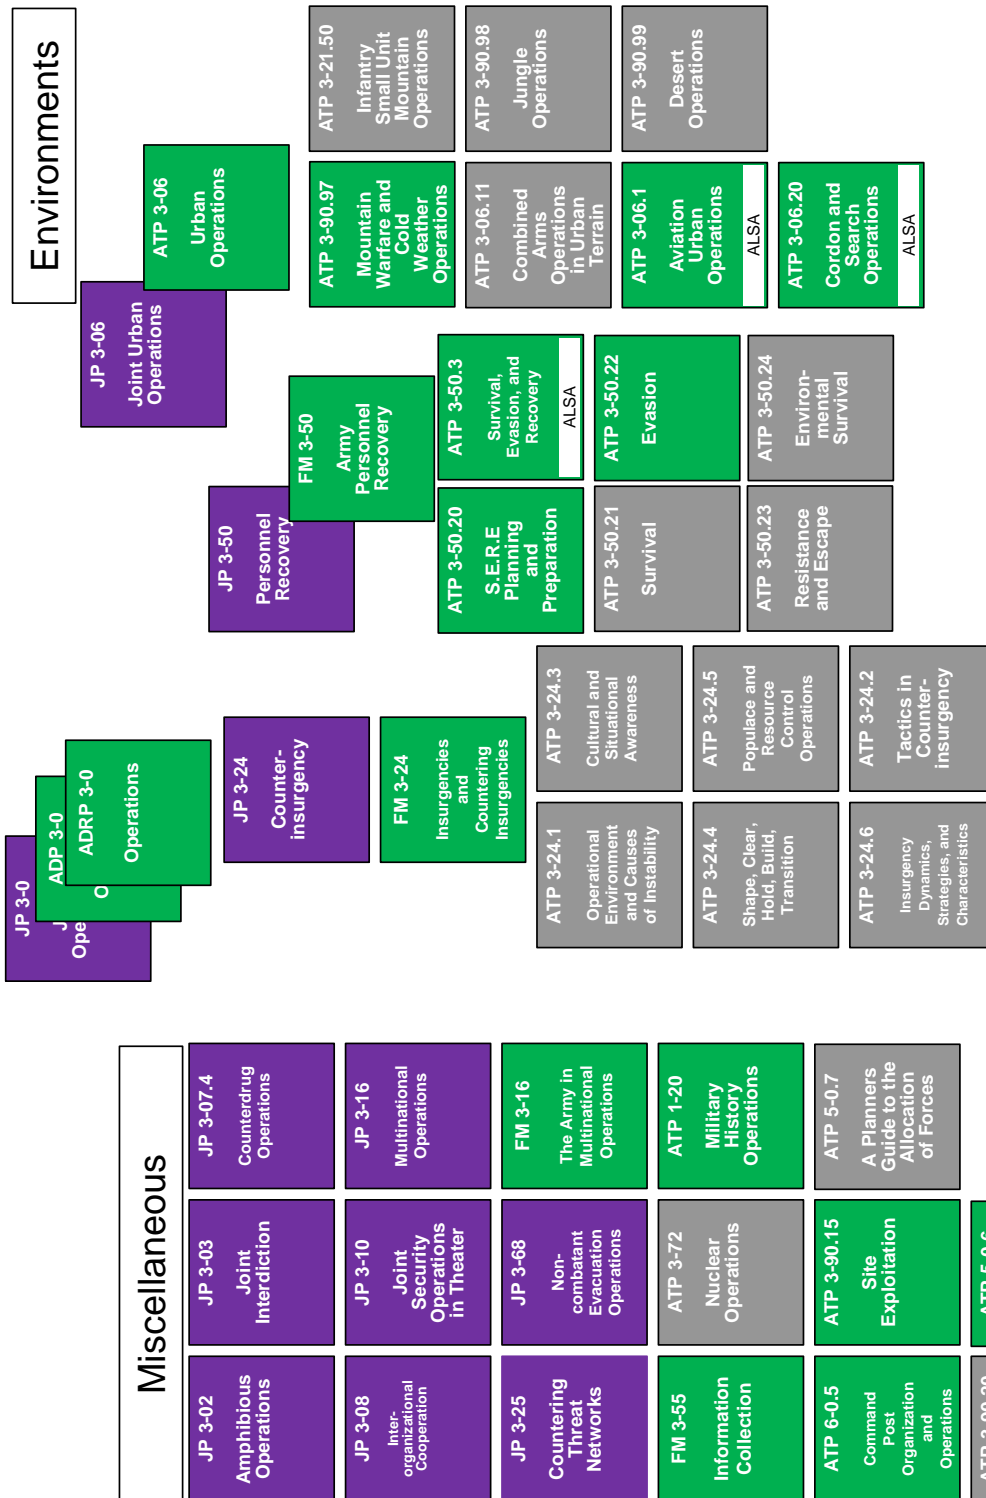 Environments
JP 3-06
Joint Urban
Operations
ATP 3-06
Urban
Operations
ATP 3-90.97
Mountain
Warfare and
Cold
Weather
Operations
ATP 3-21.50
Infantry
Small Unit
Mountain
Operations
ATP 3-06.11
Combined
Arms
Operations
in Urban
Terrain
ATP 3-90.98
Jungle
Operations
ATP 3-06.1
Aviation
Urban
Operations
ALSA
ATP 3-90.99
Desert
Operations
ATP 3-06.20
Cordon and
Search
Operations
ALSA
JP 3-50
Personnel
Recovery
FM 3-50
Army
Personnel
Recovery
ATP 3-50.20
S.E.R.E
Planning
and
Preparation
ATP 3-50.3
Survival,
Evasion, and
Recovery
ALSA
ATP 3-50.21
Survival
ATP 3-50.22
Evasion
ATP 3-50.23
Resistance
and Escape
ATP 3-50.24
Environ-
mental
Survival
JP 3-0
J
Ope
ADP 3-0
O
ADRP 3-0
Operations
JP 3-24
Counter-
insurgency
FM 3-24
Insurgencies
and
Countering
Insurgencies
ATP 3-24.1
Operational
Environment
and Causes
of Instability
ATP 3-24.3
Cultural and
Situational
Awareness
ATP 3-24.4
Shape, Clear,
Hold, Build,
Transition
ATP 3-24.5
Populace and
Resource
Control
Operations
ATP 3-24.6
Insurgency
Dynamics,
Strategies, and
Characteristics
ATP 3-24.2
Tactics in
Counter-
insurgency
Miscellaneous
JP 3-02
Amphibious
Operations
JP 3-03
Joint
Interdiction
JP 3-07.4
Counterdrug
Operations
JP 3-08
Inter-
organizational
Cooperation
JP 3-10
Joint
Security
Operations
in Theater
JP 3-16
Multinational
Operations
JP 3-25
Countering
Threat
Networks
JP 3-68
Non-
combatant
Evacuation
Operations
FM 3-16
The Army in
Multinational
Operations
FM 3-55
Information
Collection
ATP 3-72
Nuclear
Operations
ATP 1-20
Military
History
Operations
ATP 6-0.5
Command
Post
Organization
and
Operations
ATP 3-90.15
Site
Exploitation
ATP 5-0.7
A Planners
Guide to the
Allocation
of Forces